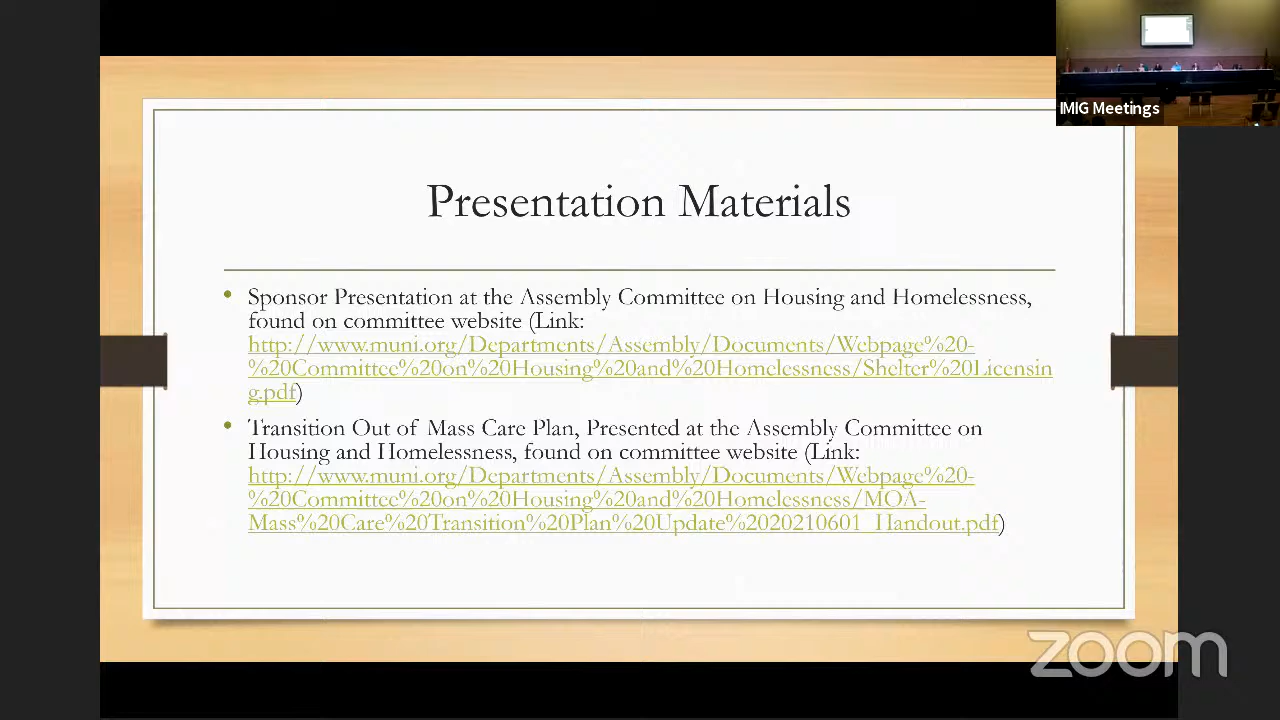 IMIG Meetings
Presentation Materials
• Sponsor Presentation at the Assembly Committee on Housing and Homelessness,
found on committee website (Link:
http://www.muni.org/Departments/Assembly/Documents/Webpage%20-
%20Committee%20on%20Housing%20and%20Homelessness/Shelter%20Licensin
g.pdf)
• Transition Out of Mass Care Plan, Presented at the Assembly Committee on
Housing and Homelessness, found on committee website (Link:
http://www.muni.org/Departments/Assembly/Documents/Webpage%20-
%20Committee%20on%20Housing%20and%20Homelessness/MOA-
Mass%20Care%20Transition%20Plan%20Update%2020210601_Handout.pdf)
zoom